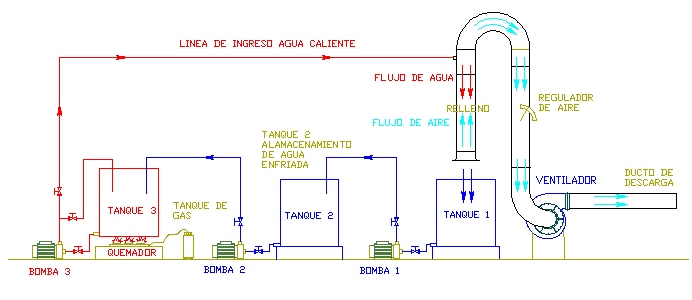 LINEA DE INGRESO AGUA CALIENTE
FLUJO DE AGUA
RELLENO
FLUJO DE AIRE
REGULADOR
DE AIRE
TANQUE 2
ALAMACENAMIENTO
DE AGUA
ENFRIADA
VENTILADOR
DUCTO DE
DESCARGA
TANQUE DE
GAS
TANQUE 3
TANQUE 2
TANQUE 1
QUEMADOR
BOMBA 3
BOMBA 2
BOMBA 1